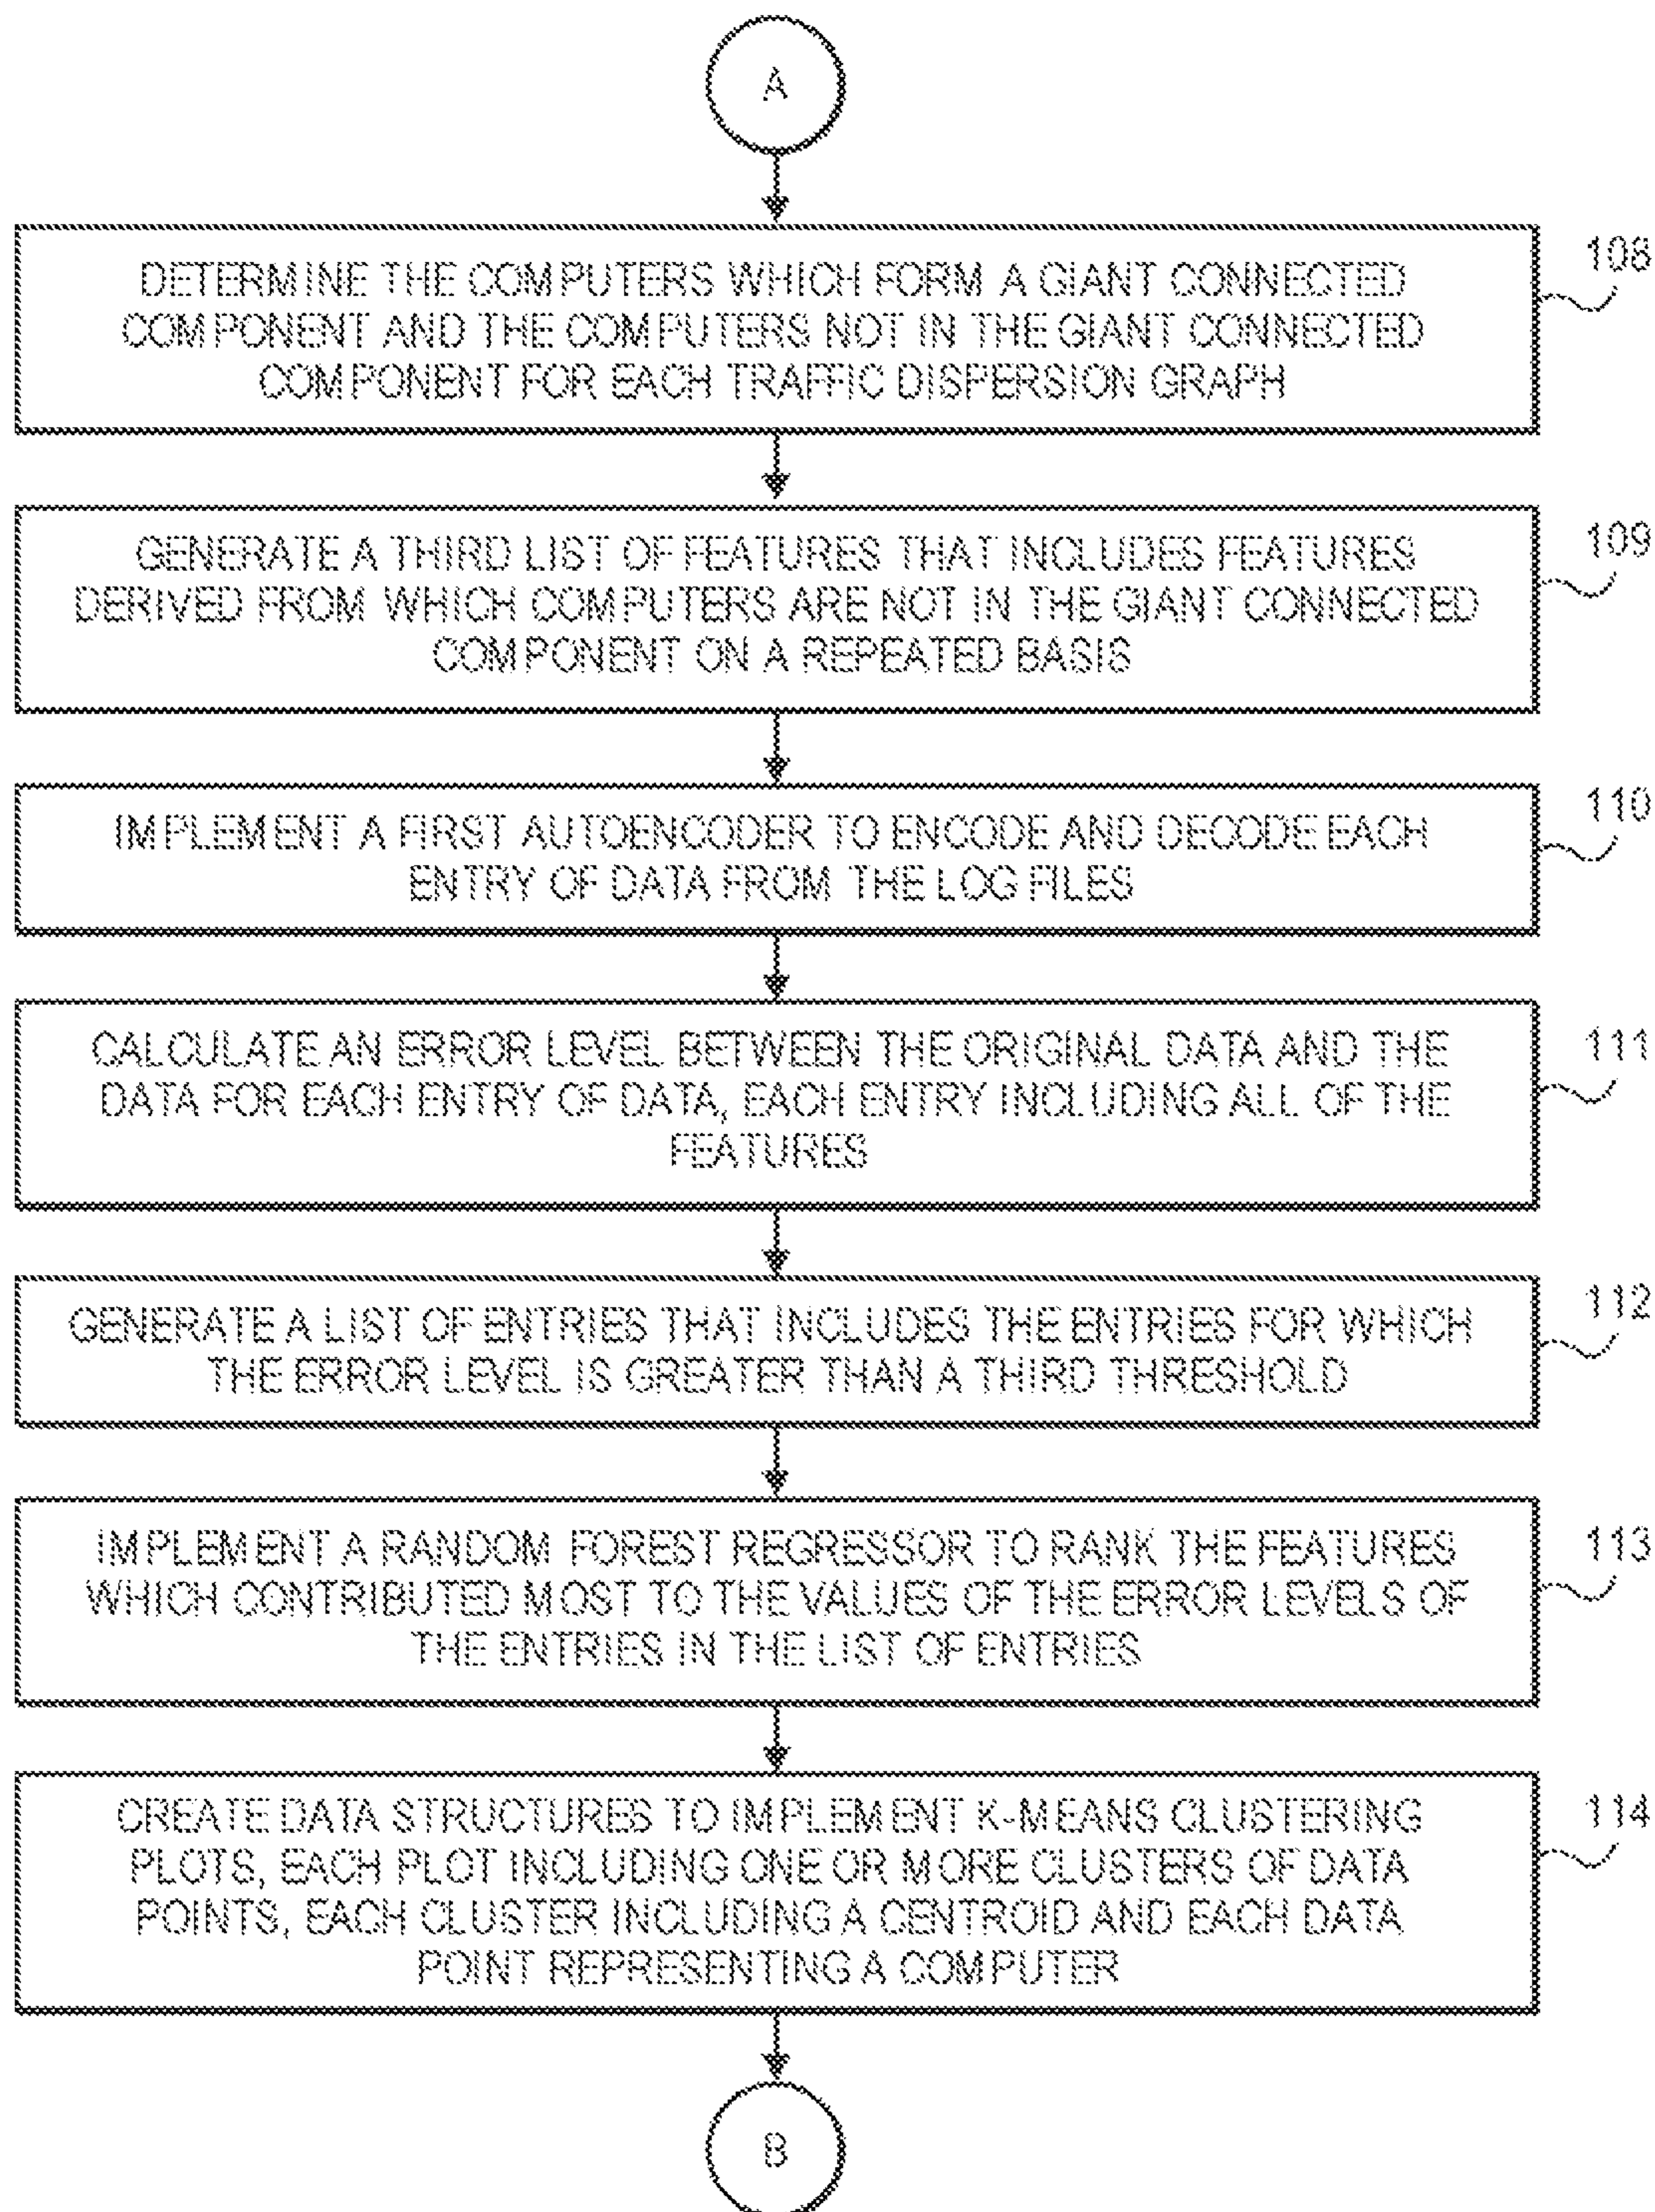 A
108
DETERMINE THE COMPUTERS WHICH FORM A GIANT CONNECTED
COMPONENT AND THE COMPUTERS NOT IN THE GIANT CONNECTED
COMPONENT FOR EACH TRAFFIC DISPERSION GRAPH
109
GENERATE A THIRD LIST OF FEATURES THAT INCLUDES FEATURES
DERIVED FROM WHICH COMPUTERS ARE NOT IN THE GIANT CONNECTED
COMPONENT ON A REPEATED BASIS
110
IMPLEMENT A FIRST AUTOENCODER TO ENCODE AND DECODE EACH
ENTRY OF DATA FROM THE LOG FILES
111
CALCULATE AN ERROR LEVEL BETWEEN THE ORIGINAL DATA AND THE
DATA FOR EACH ENTRY OF DATA, EACH ENTRY INCLUDING ALL OF THE
FEATURES
112
GENERATE A LIST OF ENTRIES THAT INCLUDES THE ENTRIES FOR WHICH
THE ERROR LEVEL IS GREATER THAN A THIRD THRESHOLD
113
IMPLEMENT A RANDOM FOREST REGRESSOR TO RANK THE FEATURES
WHICH CONTRIBUTED MOST TO THE VALUES OF THE ERROR LEVELS OF
THE ENTRIES IN THE LIST OF ENTRIES
114
CREATE DATA STRUCTURES TO IMPLEMENT K-MEANS CLUSTERING
PLOTS, EACH PLOT INCLUDING ONE OR MORE CLUSTERS OF DATA
POINTS, EACH CLUSTER INCLUDING A CENTROID AND EACH DATA
POINT REPRESENTING A COMPUTER
B